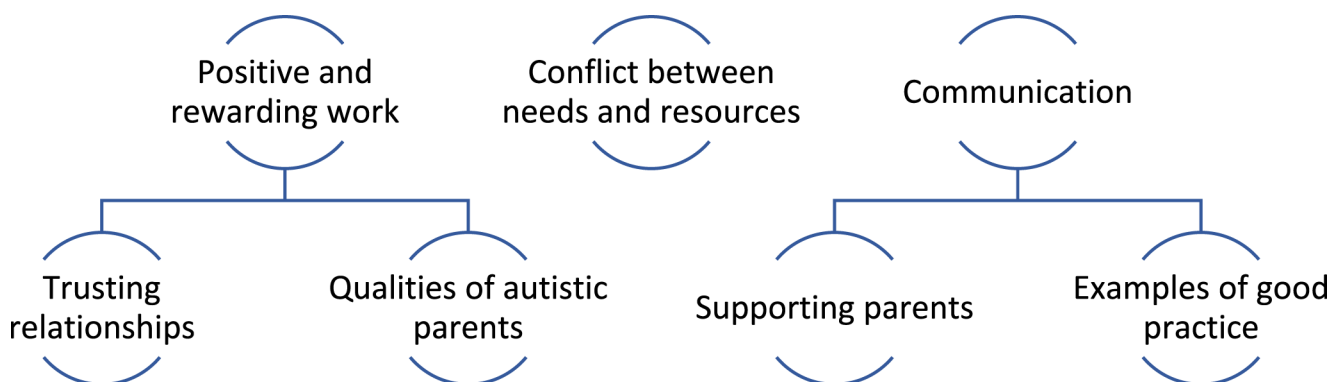 Positive and
rewarding work
Conflict between
needs and resources
Communication
Trusting
relationships
Qualities of autistic
parents
Supporting parents
Examples of good
practice